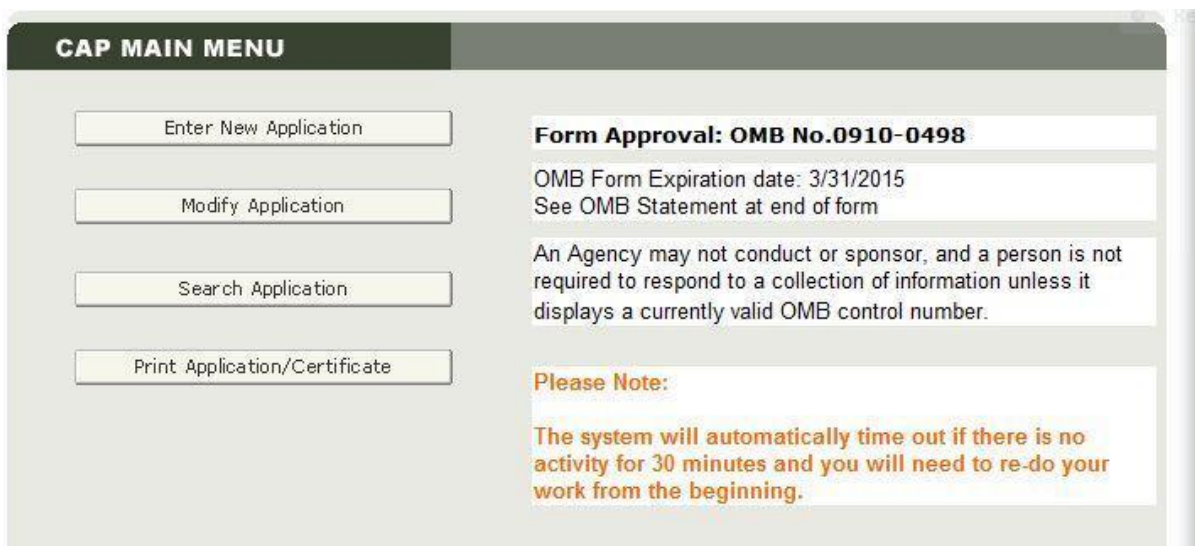 CAP MAIN MENU
Enter New Application
Modify Application
Search Application
Print Application/Certificate
Form Approval: OMB No.0910-0498
OMB Form Expiration date: 3/31/2015
See OMB Statement at end of form
An Agency may not conduct or sponsor, and a person is not
required to respond to a collection of information unless it
displays a currently valid OMB control number.
Please Note:
The system will automatically time out if there is no
activity for 30 minutes and you will need to re-do your
work from the beginning.